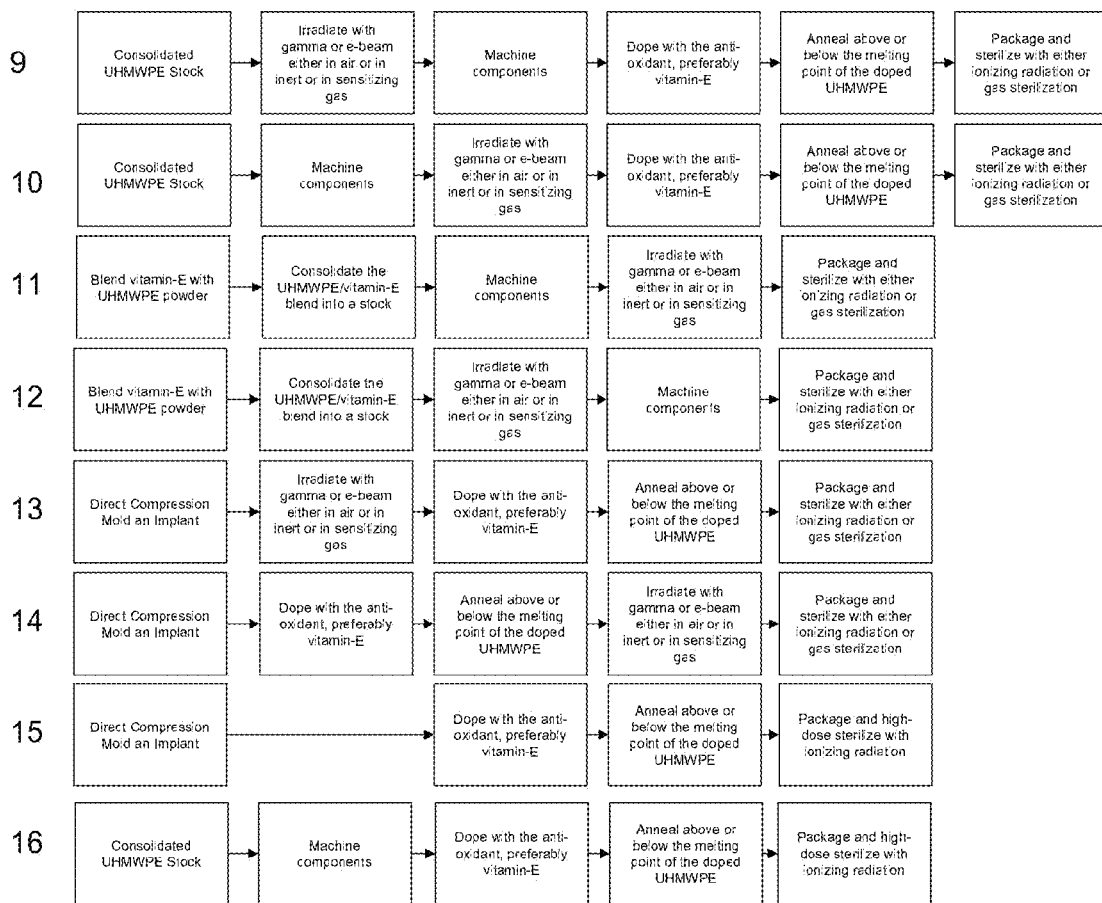 9
Consolidated
UHMWPE Stock
Irradiate with
gamma or e-beam
either in air or in
inert or in sensitizing
gas
Machine
components
Dope with the anti-
oxidant, preferably
vitamin-E
Anneal above or
below the melting
point of the doped
UHMWPE
Package and
sterilize with either
ionizing radiation or
gas sterilization
10
Consolidated
UHMWPE Stock
Machine
components
Irradiate with
gamma or e-beam
either in air or in
inert or in sensitizing
gas
Dope with the anti-
oxidant, preferably
vitamin-E
Anneal above or
below the melting
point of the doped
UHMWPE
Package and
sterilize with either
ionizing radiation or
gas sterilization
11
Blend vitamin-E with
UHMWPE powder
Consolidate the
UHMWPE/vitamin-E
blend into a stock
Machine
components
Irradiate with
gamma or e-beam
either in air or in
inert or in sensitizing
gas
Package and
sterilize with either
ionizing radiation or
gas sterilization
12
Blend vitamin-E with
UHMWPE powder
Consolidate the
UHMWPE/vitamin-E
blend into a stock
Irradiate with
gamma or e-beam
either in air or in
inert or in sensitizing
gas
Machine
components
Package and
sterilize with either
ionizing radiation or
gas sterilization
13
Direct Compression
Mold an Implant
Irradiate with
gamma or e-beam
either in air or in
inert or in sensitizing
gas
Dope with the anti-
oxidant, preferably
vitamin-E
Anneal above or
below the melting
point of the doped
UHMWPE
Package and
sterilize with either
ionizing radiation or
gas sterilization
14
Direct Compression
Mold an Implant
Dope with the anti-
oxidant, preferably
vitamin-E
Anneal above or
below the melting
point of the doped
UHMWPE
Irradiate with
gamma or e-beam
either in air or in
inert or in sensitizing
gas
Package and
sterilize with either
ionizing radiation or
gas sterilization
15
Direct Compression
Mold an Implant
Dope with the anti-
oxidant, preferably
vitamin-E
Anneal above or
below the melting
point of the doped
UHMWPE
Package and high-
dose sterilize with
ionizing radiation
16
Consolidated
UHMWPE Stock
Machine
components
Dope with the anti-
oxidant, preferably
vitamin-E
Anneal above or
below the melting
point of the doped
UHMWPE
Package and high-
dose sterilize with
ionizing radiation